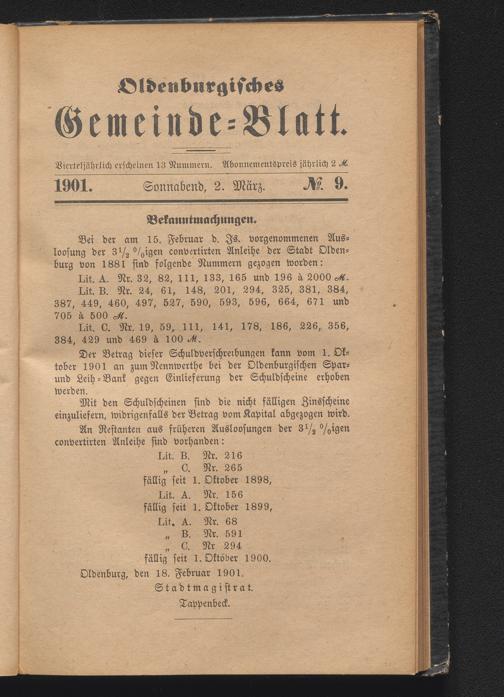 Oldenburgisches
Gemeinde-Blatt.
Vierteljährlich erscheinen 13 Nummern. Abonnementspreis jährlich 2 ℳ.
1901. Sonnabend, 2. März. № 9.
Bekanntmachungen.
Bei der am 15. Februar d. Js. vorgenommenen Aus-
loosung der 3 1/2 %igen convertirten Anleihe der Stadt Olden-
burg von 1881 sind folgende Nummern gezogen worden:
Lit. A. Nr. 32, 82, 111, 133, 165 und 196 à 2000 ℳ.
Lit. B. Nr. 24, 61, 148, 201, 294, 325, 381, 384,
387, 449, 460, 497, 527, 590, 593, 596, 664, 671 und
705 à 500 ℳ.
Lit. C. Nr. 19, 59, 111, 141, 178, 186, 226, 356,
384, 429 und 469 à 100 ℳ.
Der Betrag dieser Schuldverschreibungen kann vom 1. Ok-
tober 1901 an zum Nennwerthe bei der Oldenburgischen Spar-
und Leih-Bank gegen Einlieferung der Schuldscheine erhoben
werden.
Mit den Schuldscheinen sind die nicht fälligen Zinsscheine
einzuliefern, widrigenfalls der Betrag vom Kapital abgezogen wird.
An Restanten aus früheren Ausloosungen der 3 1/2 %igen
convertirten Anleihe sind vorhanden:
Lit. B. Nr. 216
„ C. Nr. 265
fällig seit 1. Oktober 1898,
Lit. A. Nr. 156
fällig seit 1. Oktober 1899,
Lit. A. Nr. 68
„ B. Nr. 591
„ C. Nr 294
fällig seit 1. Oktober 1900.
Oldenburg, den 18. Februar 1901.
Stadtmagistrat.
Tappenbeck.